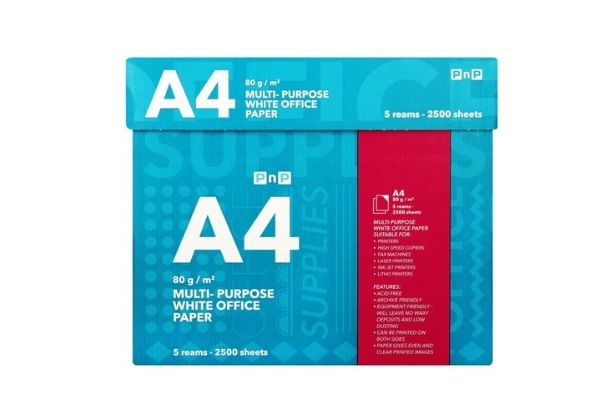 OFFICE
A4
80 g / m²
MULTI- PURPOSE
WHITE OFFICE
PAPER
PnP
5 reams - 2500 sheets
SUPPLIES
PnP
A4
80 g / m²
MULTI- PURPOSE
WHITE OFFICE
PAPER
5 reams - 2500 sheets
SUPPLIES
A4
80 g / m²
5 reams -
2500 sheets
MULTI-PURPOSE
WHITE OFFICE PAPER
SUITABLE FOR:
• PRINTERS
• HIGH SPEED COPIERS
• FAX MACHINES
• LASER PRINTERS
• INK JET PRINTERS
• LITHO PRINTERS
FEATURES:
• ACID FREE
• ARCHIVE FRIENDLY
• EQUIPMENT FRIENDLY -
WILL LEAVE NO WAXY
DEPOSITS AND LOW
DUSTING
• CAN BE PRINTED ON
BOTH SIDES
• PAPER GIVES EVEN AND
CLEAR PRINTED IMAGES